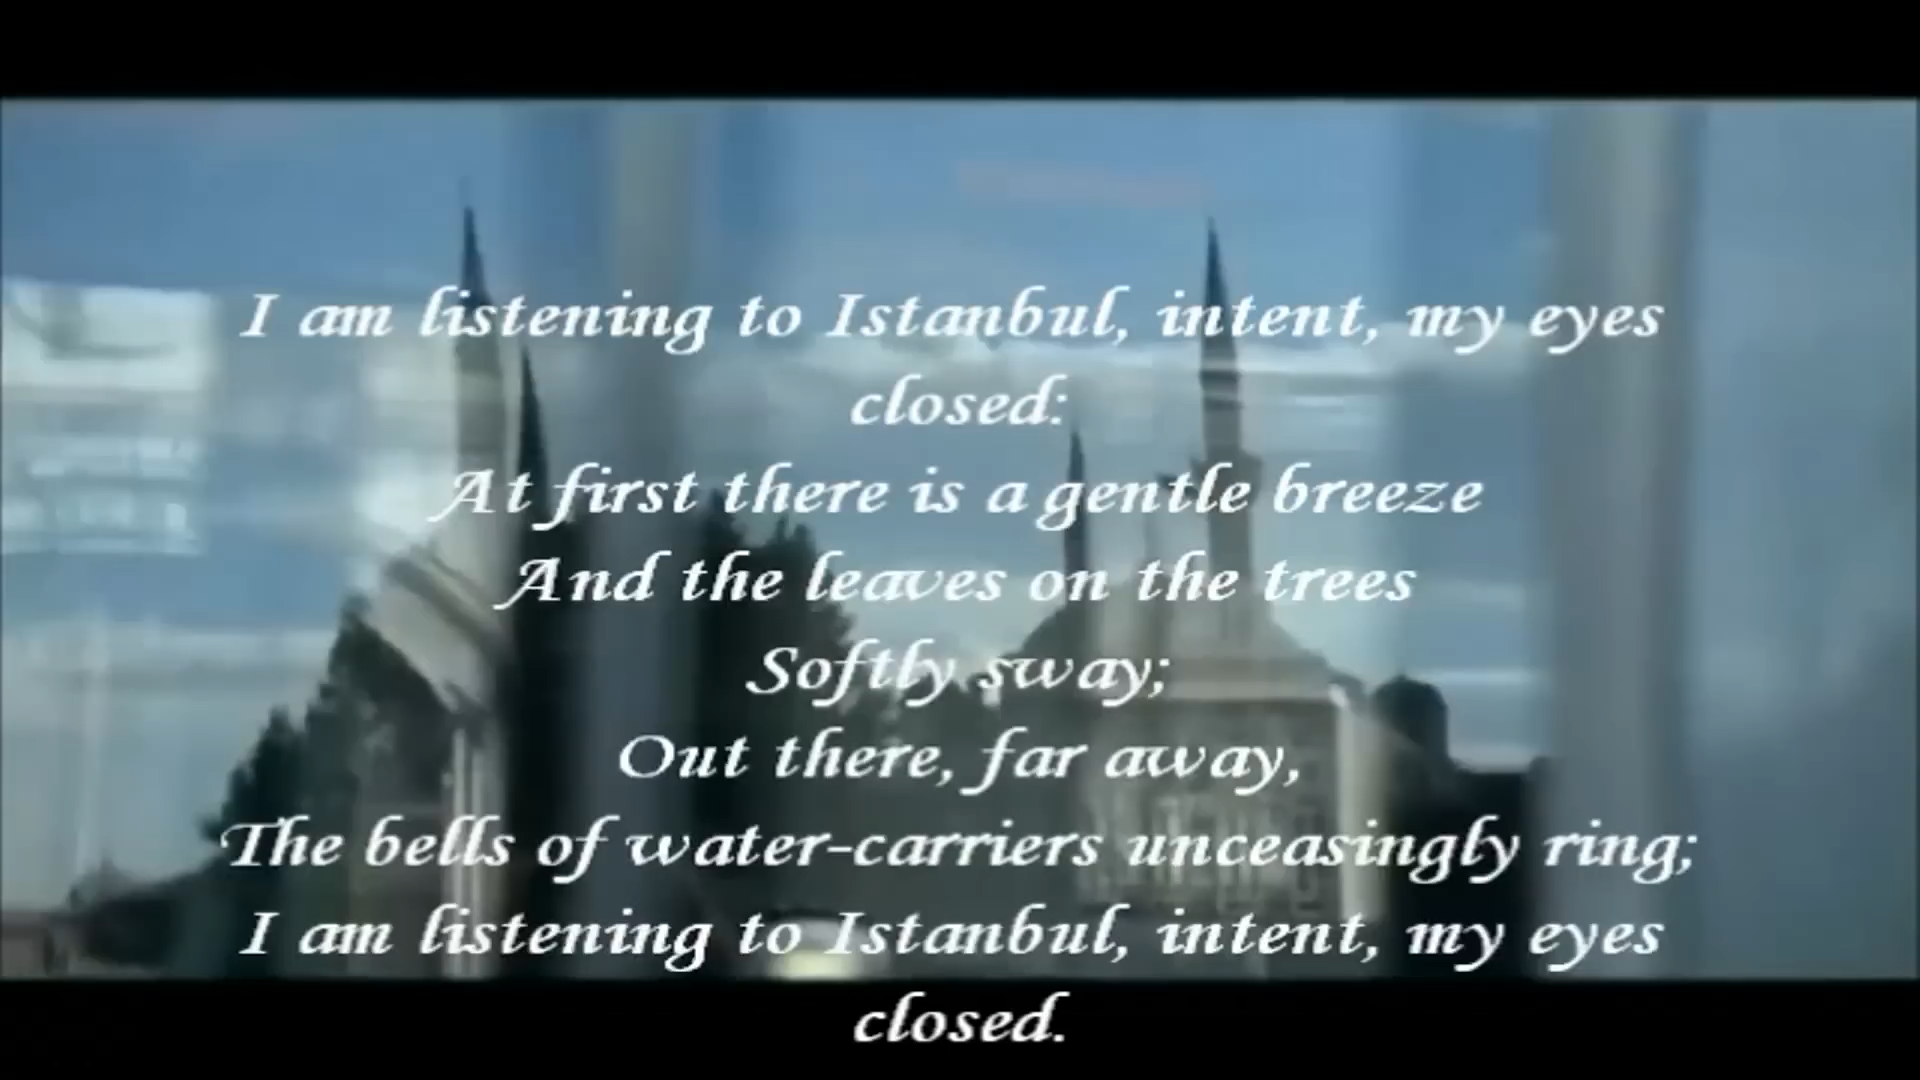 I am listening to Istanbul, intent, my eyes
closed:
At first there is a gentle breeze
And the leaves on the trees
Softly sway;
Out there, far away,
The bells of water-carriers unceasingly ring;
I am listening to Istanbul, intent, my eyes
closed.